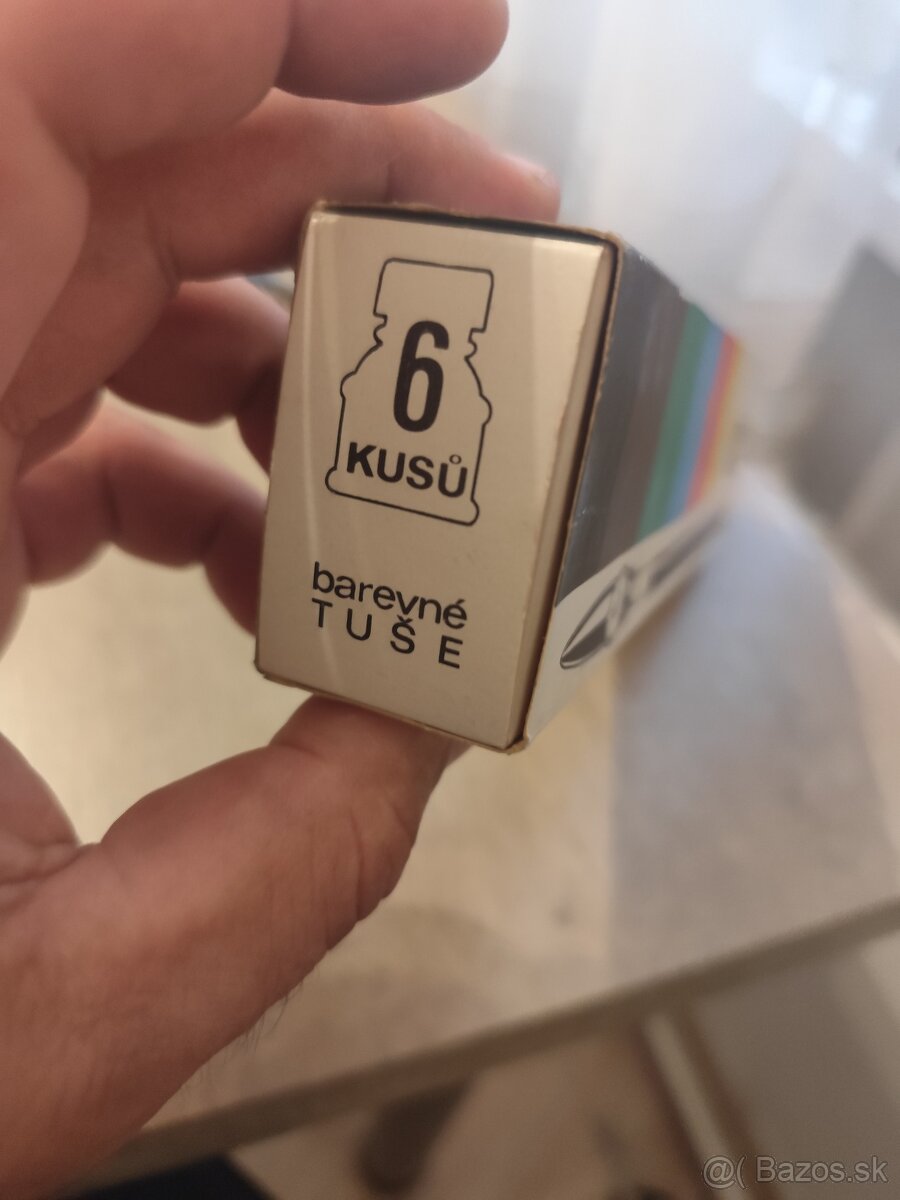 6
KUSŮ
barevné
TUŠE
@( Bazos.sk